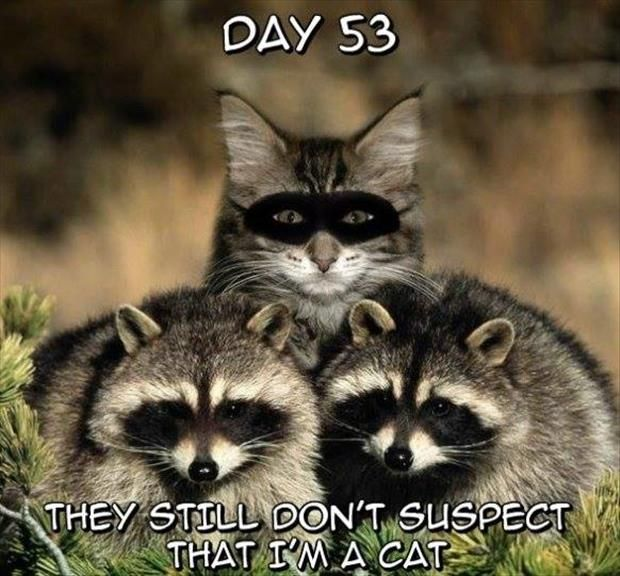 DAY 53
THEY STILL DON'T SUSPECT
THAT I'M A CAT